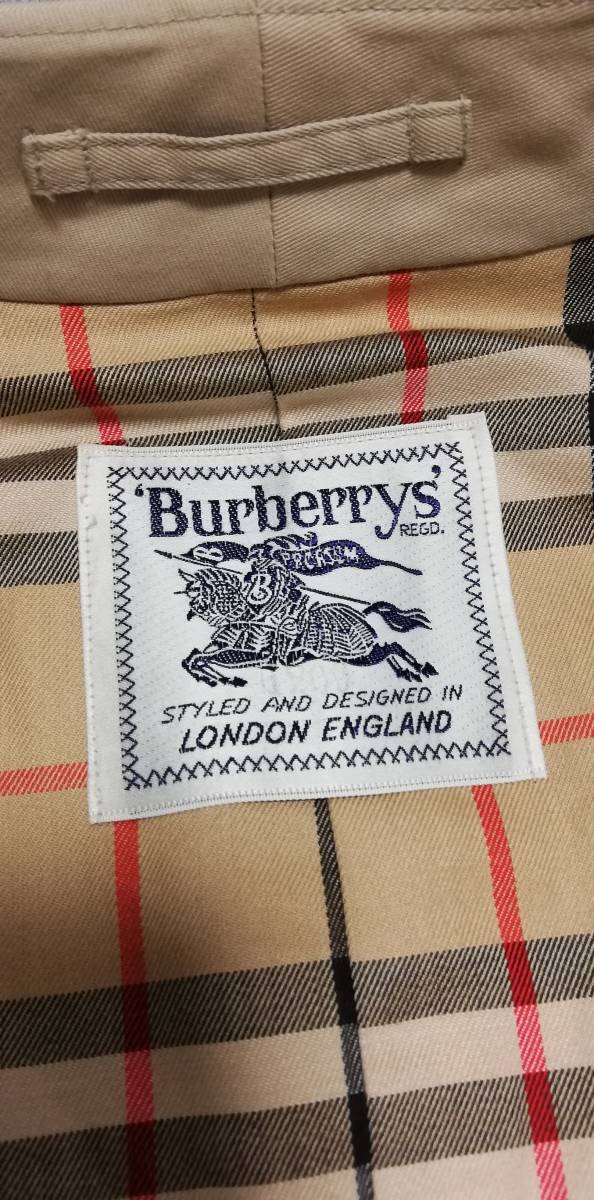 'Burberrys'
REGD.
B
B
STYLED AND DESIGNED IN
LONDON ENGLAND